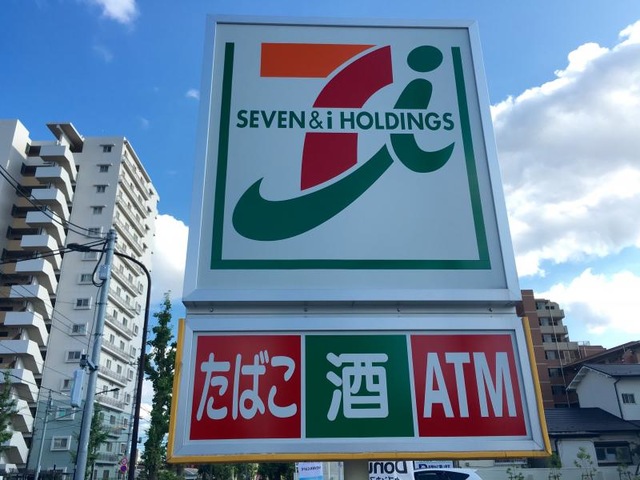 SEVEN & i HOLDINGS
たばこ 酒 ATM